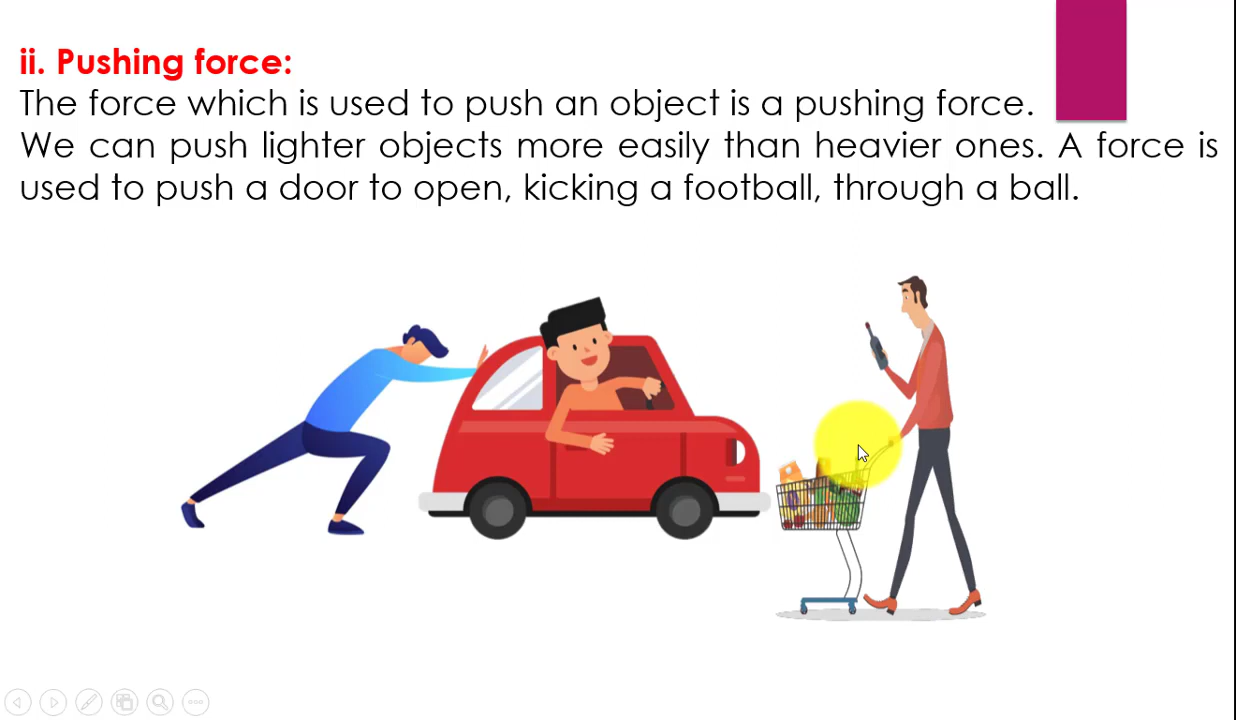 ii. Pushing force:
The force which is used to push an object is a pushing force.
We can push lighter objects more easily than heavier ones. A force is
used to push a door to open, kicking a football, through a ball.